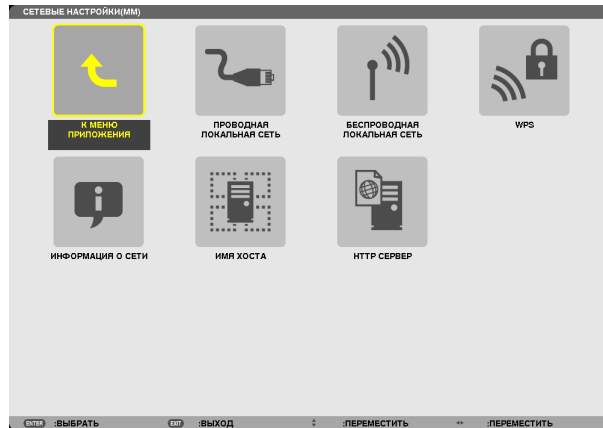 СЕТЕВЫЕ НАСТРОЙКИ(MM)
К МЕНЮ
ПРИЛОЖЕНИЯ
ПРОВОДНАЯ
ЛОКАЛЬНАЯ СЕТЬ
БЕСПРОВОДНАЯ
ЛОКАЛЬНАЯ СЕТЬ
WPS
ИНФОРМАЦИЯ О СЕТИ
ИМЯ ХОСТА
HTTP СЕРВЕР
ENTER :ВЫБРАТЬ EXIT :ВЫХОД :ПЕРЕМЕСТИТЬ :ПЕРЕМЕСТИТЬ